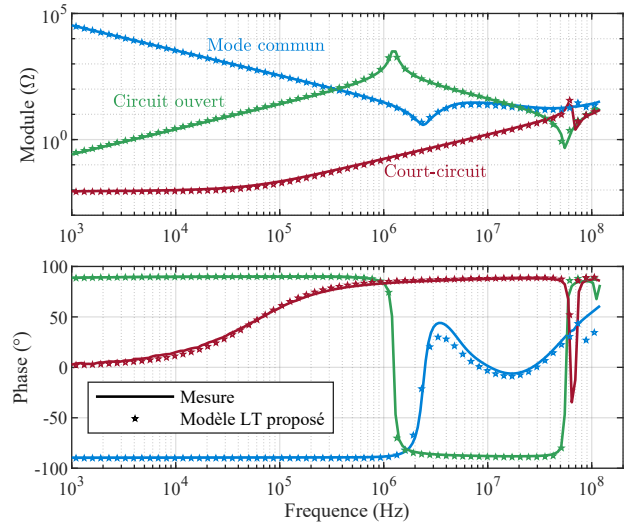 10^5
10^0
Module (Ω)
Mode commun
Circuit ouvert
Court-circuit
10^3 10^4 10^5 10^6 10^7 10^8
100
50
0
-50
-100
Phase (°)
Mesure
Modèle LT proposé
10^3 10^4 10^5 10^6 10^7 10^8
Frequence (Hz)